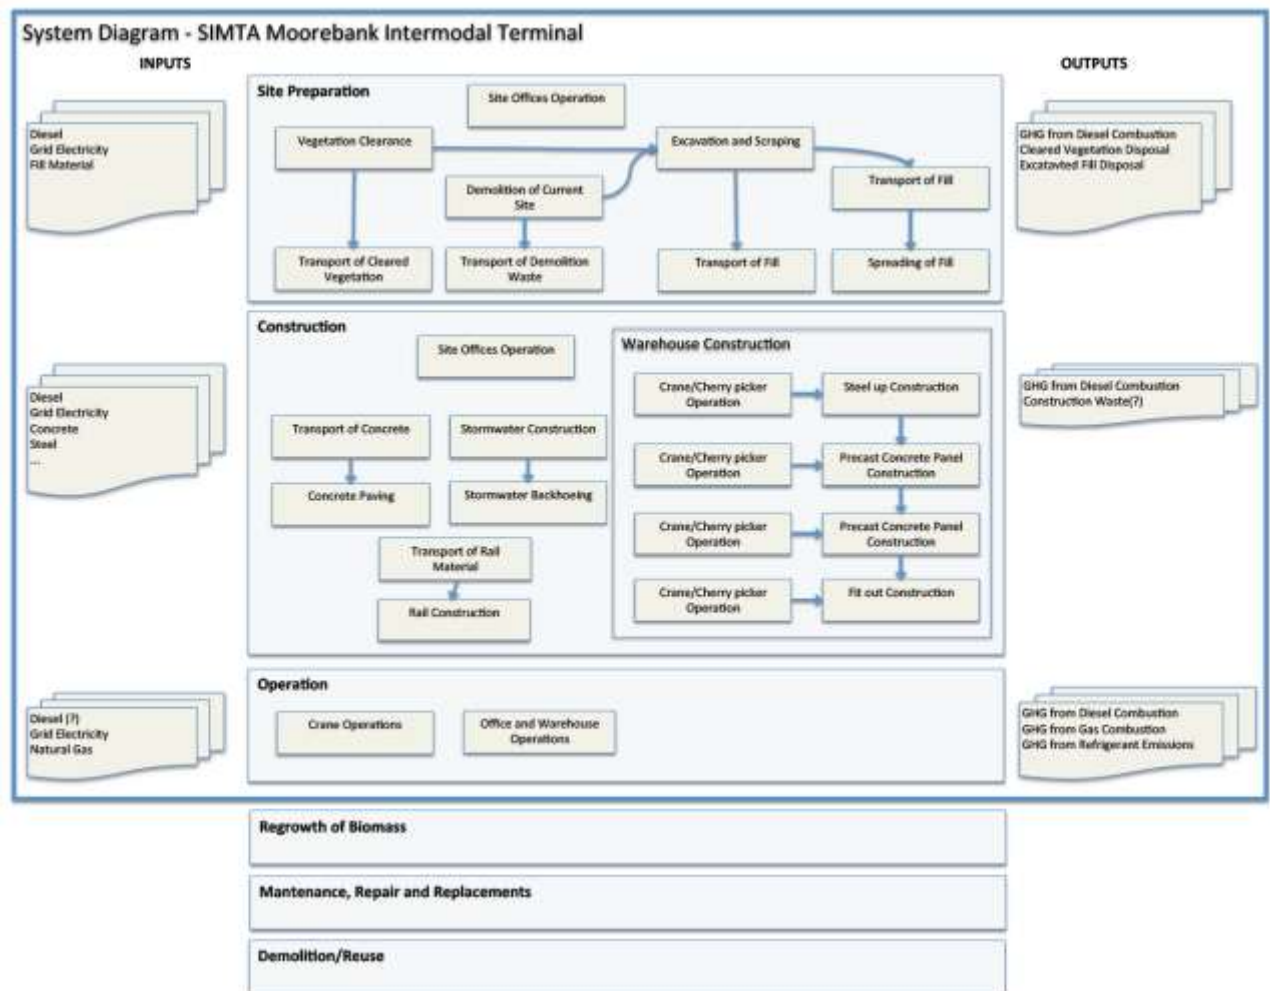 System Diagram - SIMTA Moorebank Intermodal Terminal
INPUTS
OUTPUTS
Diesel
Grid Electricity
Fill Material
Site Preparation
Site Offices Operation
Vegetation Clearance
Excavation and Scraping
Demolition of Current
Site
Transport of Fill
Transport of Cleared
Vegetation
Transport of Demolition
Waste
Transport of Fill
Spreading of Fill
GHG from Diesel Combustion
Cleared Vegetation Disposal
Excatavted Fill Disposal
Diesel
Grid Electricity
Concrete
Steel
...
Construction
Site Offices Operation
Transport of Concrete
Stormwater Construction
Concrete Paving
Stormwater Backhoeing
Transport of Rail
Material
Rail Construction
Warehouse Construction
Crane/Cherry picker
Operation
Steel up Construction
Crane/Cherry picker
Operation
Precast Concrete Panel
Construction
Crane/Cherry picker
Operation
Precast Concrete Panel
Construction
Crane/Cherry picker
Operation
Fit out Construction
GHG from Diesel Combustion
Construction Waste(?)
Diesel (?)
Grid Electricity
Natural Gas
Operation
Crane Operations
Office and Warehouse
Operations
GHG from Diesel Combustion
GHG from Gas Combustion
GHG from Refrigerant Emissions
Regrowth of Biomass
Mantenance, Repair and Replacements
Demolition/Reuse